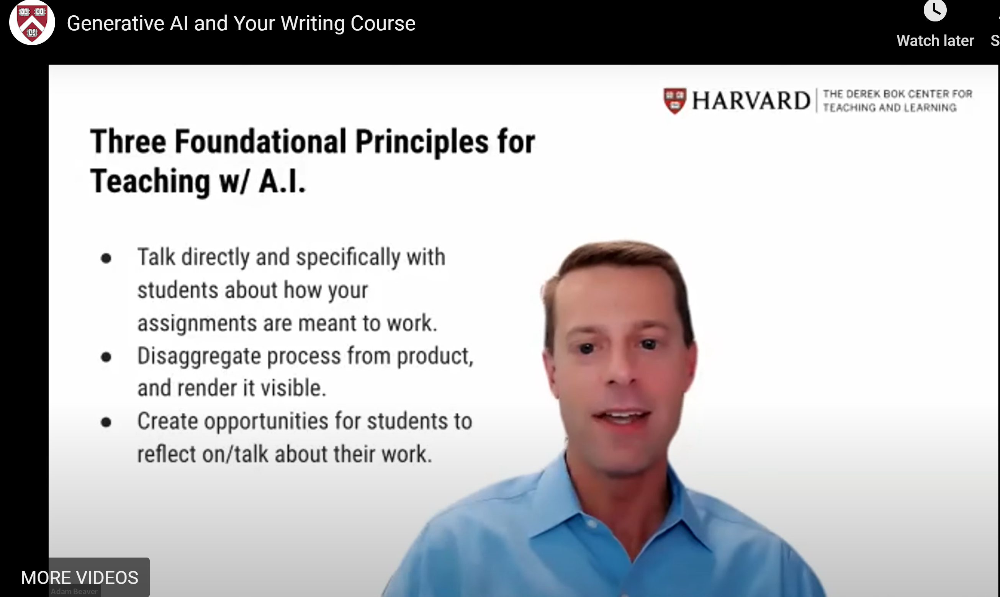 Generative AI and Your Writing Course
Watch later
HARVARD
THE DEREK BOK CENTER FOR
TEACHING AND LEARNING
Three Foundational Principles for
Teaching w/ A.I.
● Talk directly and specifically with
students about how your
assignments are meant to work.
● Disaggregate process from product,
and render it visible.
● Create opportunities for students to
reflect on/talk about their work.
MORE VIDEOS
Adam Beaver